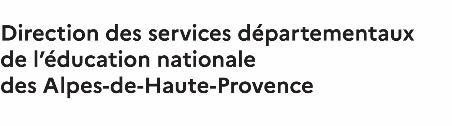 Direction des services départementaux
de l’éducation nationale
des Alpes-de-Haute-Provence